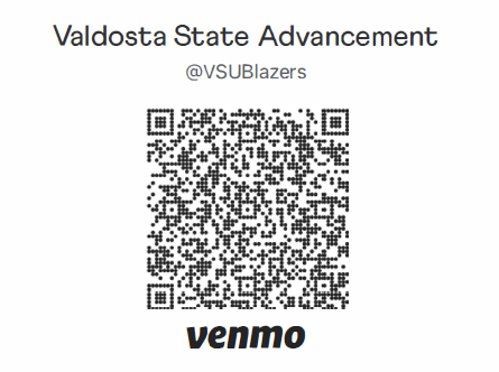 Valdosta State Advancement
@VSUBlazers
venmo